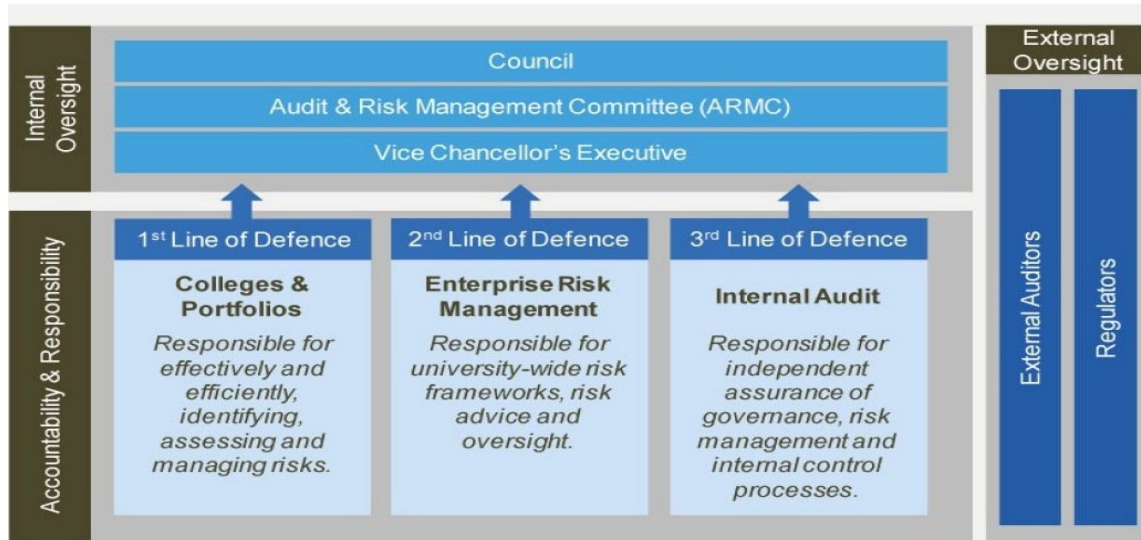 Internal
Oversight
Council
Audit & Risk Management Committee (ARMC)
Vice Chancellor's Executive
Accountability & Responsibility
1st Line of Defence
Colleges &
Portfolios
Responsible for
effectively and
efficiently,
identifying,
assessing and
managing risks.
2nd Line of Defence
Enterprise Risk
Management
Responsible for
university-wide risk
frameworks, risk
advice and
oversight.
3rd Line of Defence
Internal Audit
Responsible for
independent
assurance of
governance, risk
management and
internal control
processes.
External
Oversight
External Auditors
Regulators